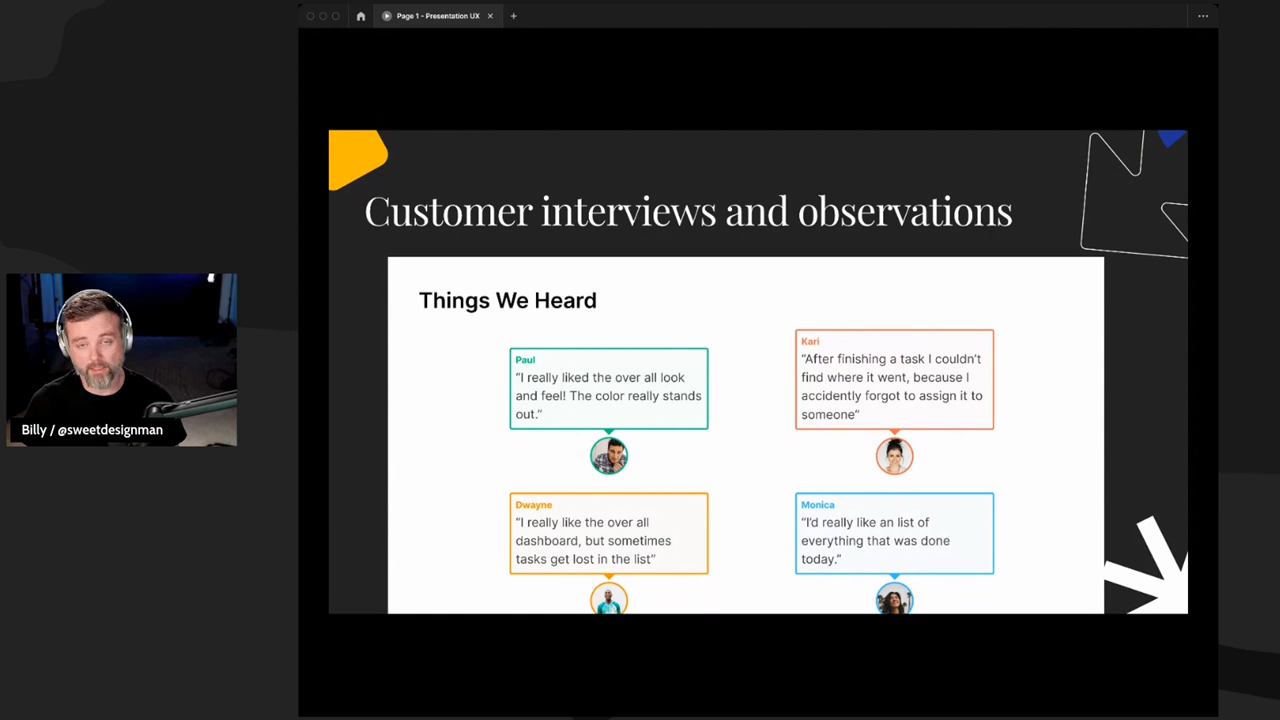 Page 1 - Presentation UX
Customer interviews and observations
Things We Heard
Paul
“I really liked the over all look
and feel! The color really stands
out.”
Kari
“After finishing a task I couldn’t
find where it went, because I
accidently forgot to assign it to
someone”
Dwayne
“I really like the over all
dashboard, but sometimes
tasks get lost in the list”
Monica
“I’d really like an list of
everything that was done
today.”
Billy / @sweetdesignman